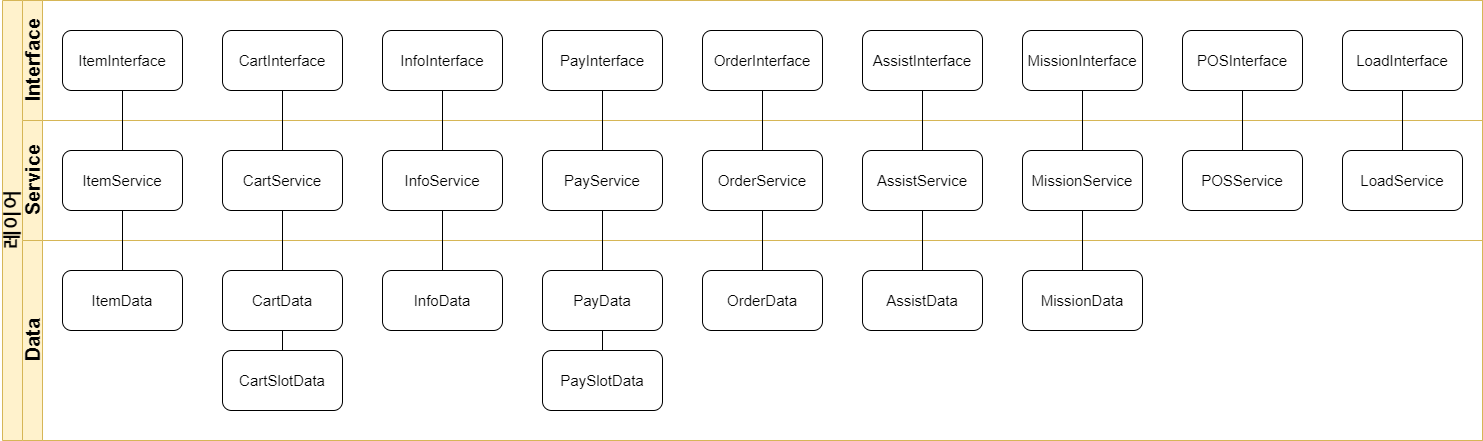 레이어
Interface
ItemInterface
CartInterface
InfoInterface
PayInterface
OrderInterface
AssistInterface
MissionInterface
POSInterface
LoadInterface
Service
ItemService
CartService
InfoService
PayService
OrderService
AssistService
MissionService
POSService
LoadService
Data
ItemData
CartData
InfoData
PayData
OrderData
AssistData
MissionData
CartSlotData
PaySlotData